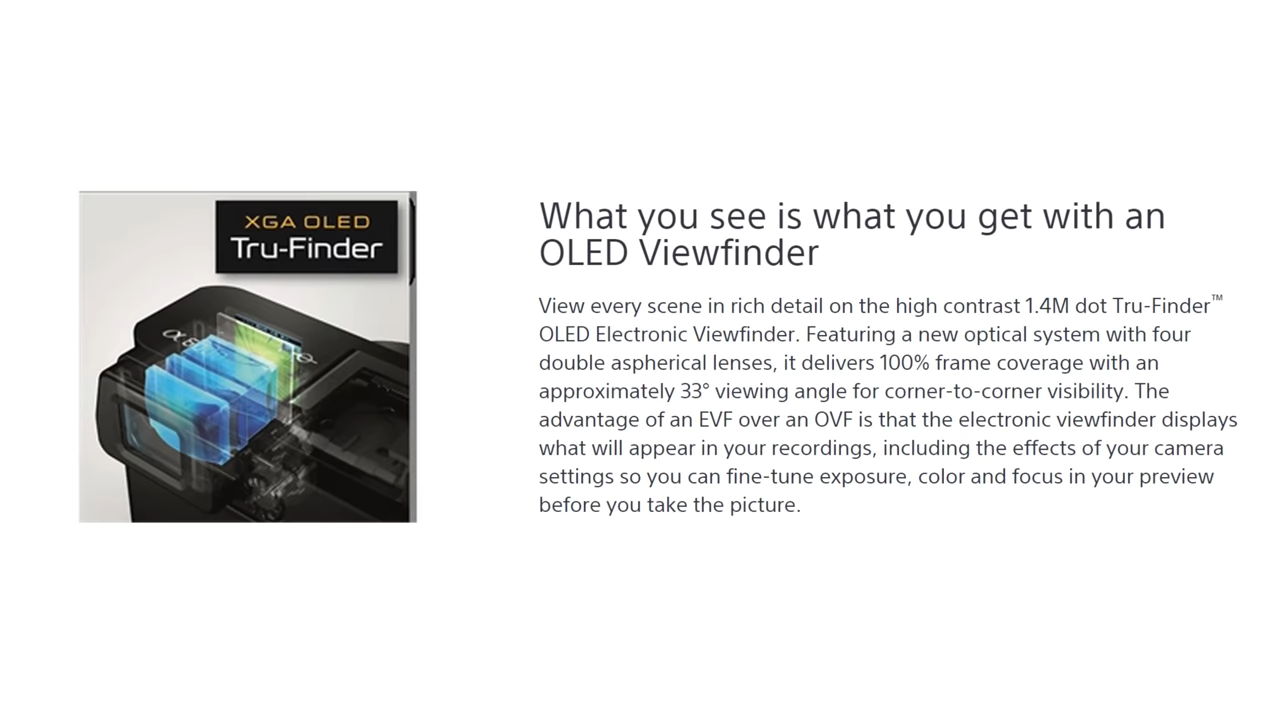 XGA OLED
Tru-Finder
What you see is what you get with an
OLED Viewfinder
View every scene in rich detail on the high contrast 1.4M dot Tru-Finder™
OLED Electronic Viewfinder. Featuring a new optical system with four
double aspherical lenses, it delivers 100% frame coverage with an
approximately 33° viewing angle for corner-to-corner visibility. The
advantage of an EVF over an OVF is that the electronic viewfinder displays
what will appear in your recordings, including the effects of your camera
settings so you can fine-tune exposure, color and focus in your preview
before you take the picture.